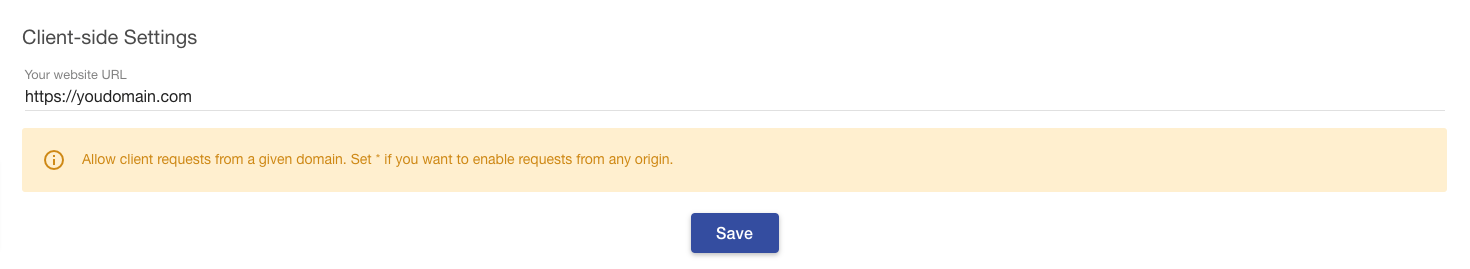 Client-side Settings
Your website URL
https://youdomain.com
Allow client requests from a given domain. Set * if you want to enable requests from any origin.
Save